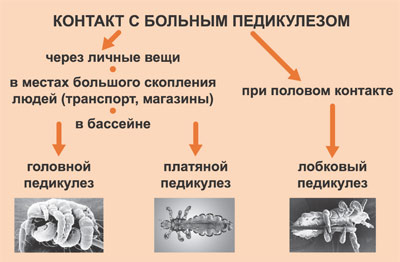 КОНТАКТ С БОЛЬНЫМ ПЕДИКУЛЕЗОМ
через личные вещи
в местах большого скопления
людей (транспорт, магазины)
в бассейне
при половом контакте
головной
педикулез
платяной
педикулез
лобковый
педикулез